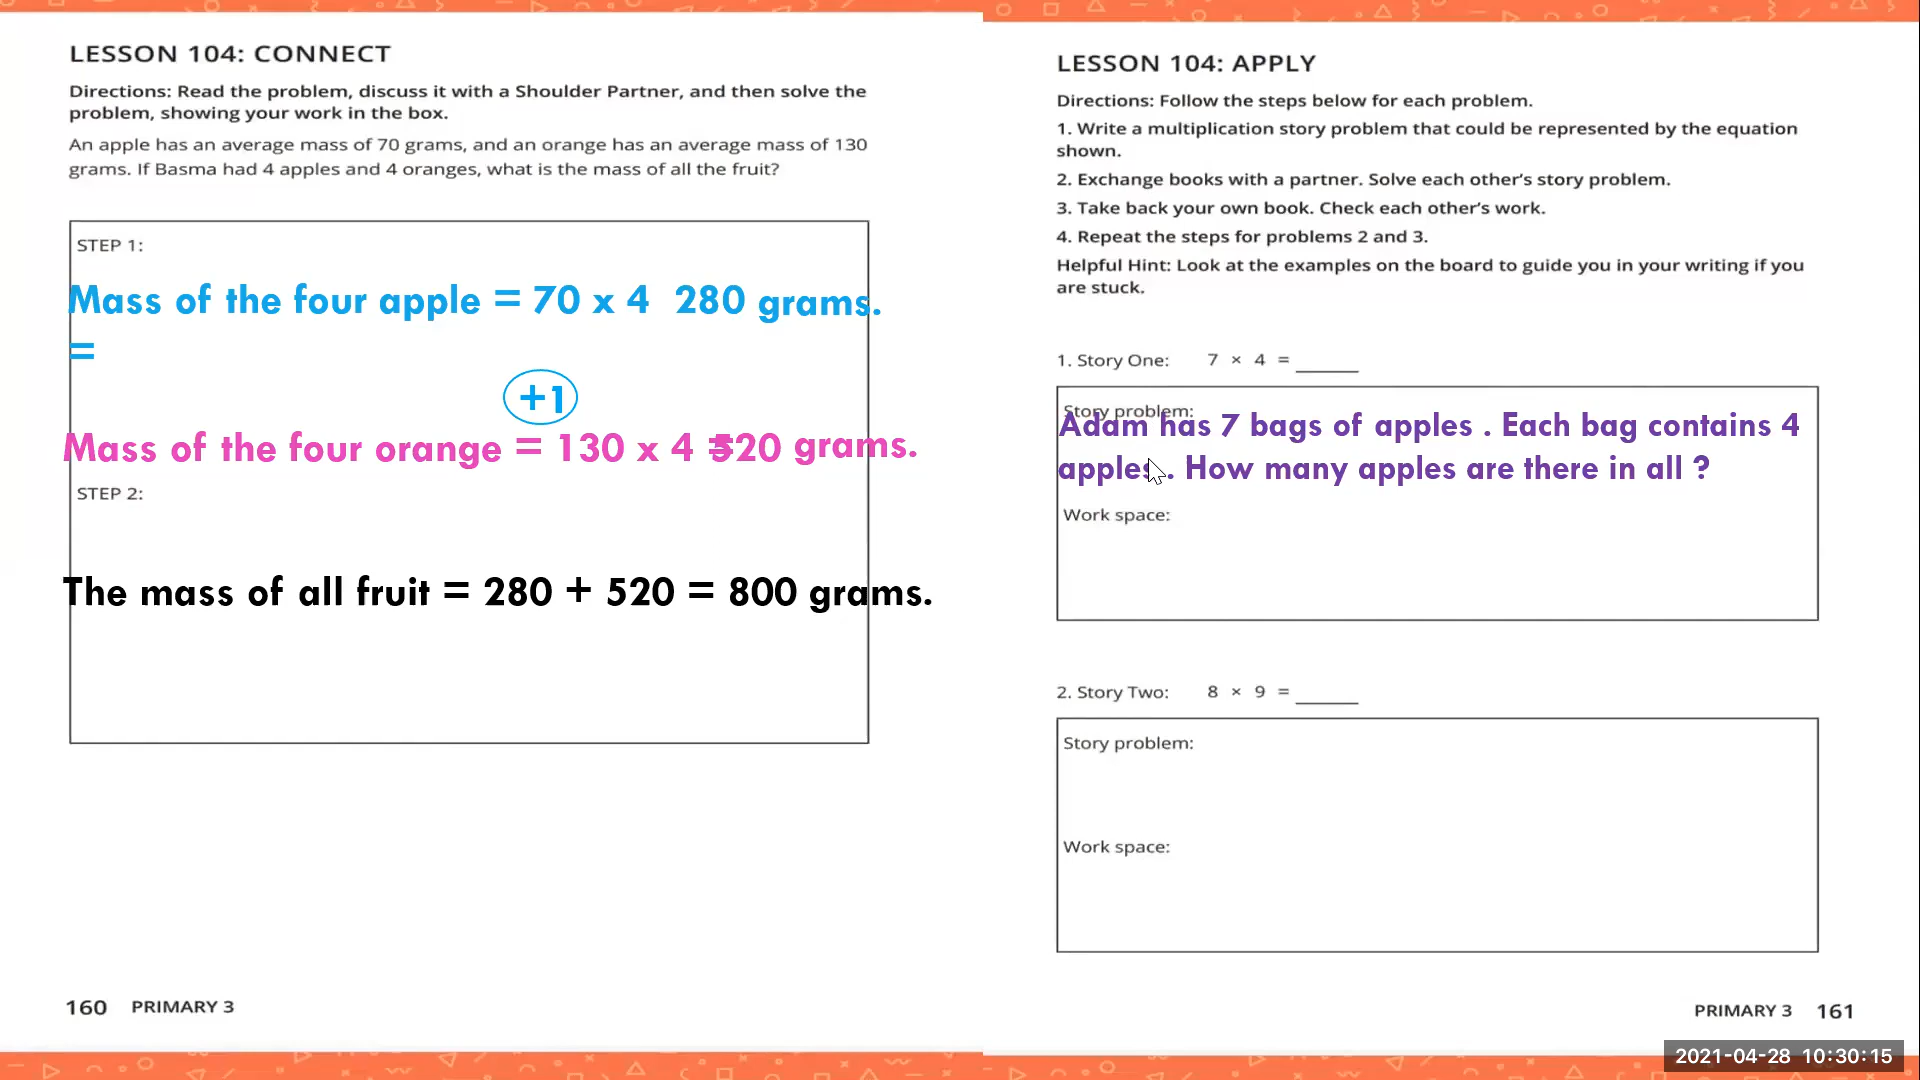 LESSON 104: CONNECT
Directions: Read the problem, discuss it with a Shoulder Partner, and then solve the
problem, showing your work in the box.
An apple has an average mass of 70 grams, and an orange has an average mass of 130
grams. If Basma had 4 apples and 4 oranges, what is the mass of all the fruit?
STEP 1:
Mass of the four apple = 70 x 4 280 grams.
=
+1
Mass of the four orange = 130 x 4 = 520 grams.
STEP 2:
The mass of all fruit = 280 + 520 = 800 grams.
160 PRIMARY 3
LESSON 104: APPLY
Directions: Follow the steps below for each problem.
1. Write a multiplication story problem that could be represented by the equation
shown.
2. Exchange books with a partner. Solve each other’s story problem.
3. Take back your own book. Check each other’s work.
4. Repeat the steps for problems 2 and 3.
Helpful Hint: Look at the examples on the board to guide you in your writing if you
are stuck.
1. Story One: 7 × 4 = ______
Story problem:
Adam has 7 bags of apples . Each bag contains 4
apples . How many apples are there in all ?
Work space:
2. Story Two: 8 × 9 = ______
Story problem:
Work space:
PRIMARY 3 161
2021-04-28 10:30:15